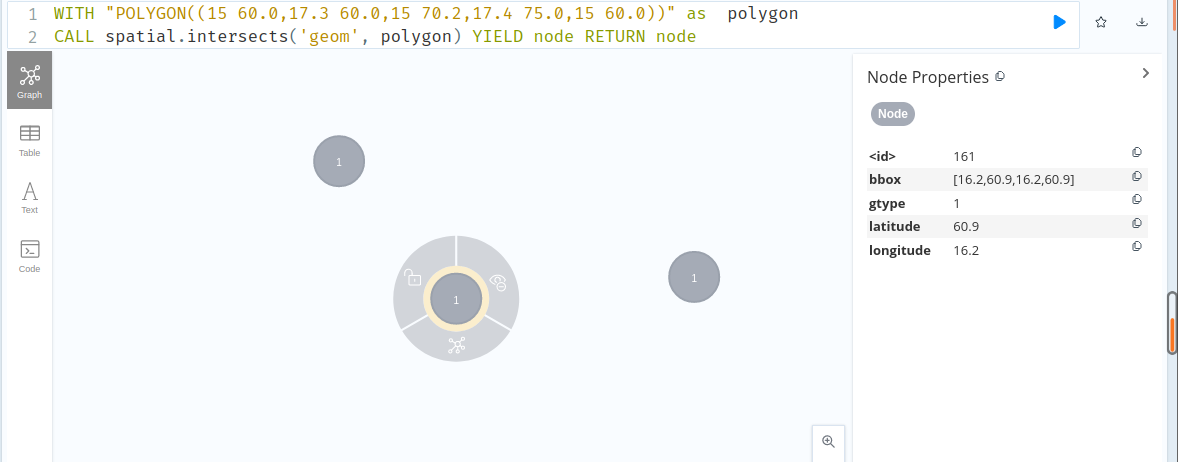 1 WITH "POLYGON((15 60.0,17.3 60.0,15 70.2,17.4 75.0,15 60.0))" as  polygon
2 CALL spatial.intersects('geom', polygon) YIELD node RETURN node
Graph
Table
Text
Code
1
1
1
Node Properties
Node
<id> 161
bbox [16.2,60.9,16.2,60.9]
gtype 1
latitude 60.9
longitude 16.2